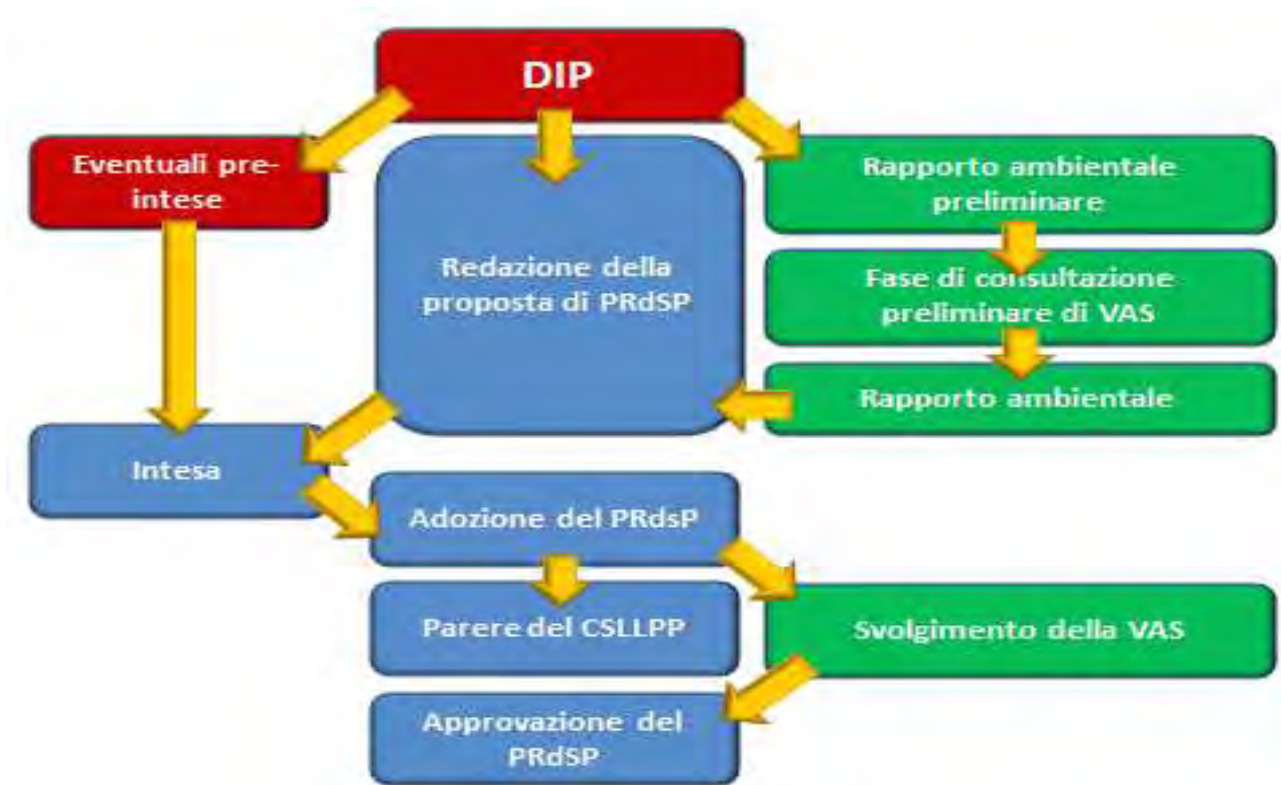 DIP
Eventuali pre-
intese
Rapporto ambientale
preliminare
Redazione della
proposta di PRdSP
Fase di consultazione
preliminare di VAS
Rapporto ambientale
Intesa
Adozione del PRdsP
Parere del CSLLPP
Svolgimento della VAS
Approvazione del
PRdSP